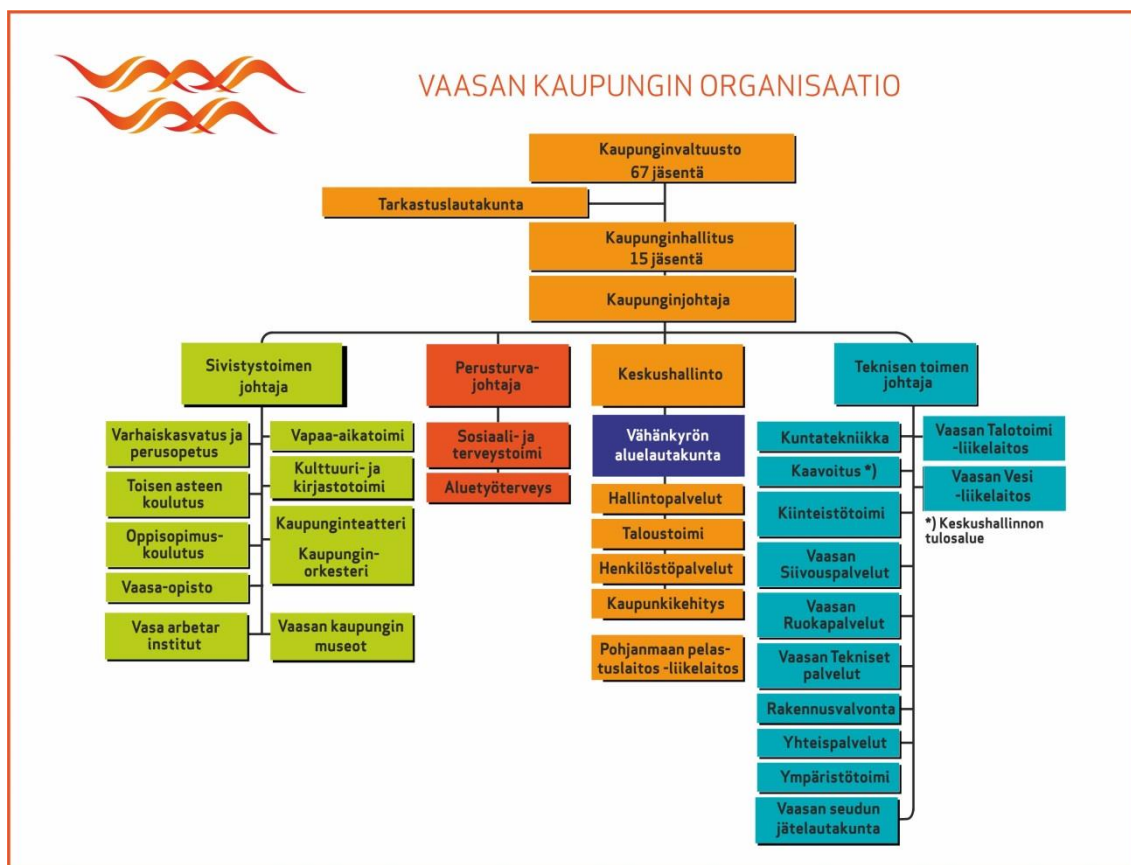 VAASAN KAUPUNGIN ORGANISAATIO
Kaupunginvaltuusto
67 jäsentä
Tarkastuslautakunta
Kaupunginhallitus
15 jäsentä
Kaupunginjohtaja
Sivistystoimen
johtaja
Varhaiskasvatus ja
perusopetus
Toisen asteen
koulutus
Oppisopimus-
koulutus
Vaasa-opisto
Vasa arbetar
institut
Vapaa-aikatoimi
Kulttuuri- ja
kirjastotoimi
Kaupunginteatteri
Kaupungin-
orkesteri
Vaasan kaupungin
museot
Perusturva-
johtaja
Sosiaali- ja
terveystoimi
Aluetyöterveys
Keskushallinto
Vähänkyrön
aluelautakunta
Hallintopalvelut
Taloustoimi
Henkilöstöpalvelut
Kaupunkikehitys
Pohjanmaan pelas-
tuslaitos -liikelaitos
Teknisen toimen
johtaja
Kuntatekniikka
Kaavoitus *)
Kiinteistötoimi
Vaasan
Siivouspalvelut
Vaasan
Ruokapalvelut
Vaasan Tekniset
palvelut
Rakennusvalvonta
Yhteispalvelut
Ympäristötoimi
Vaasan seudun
jätelautakunta
Vaasan Talotoimi
-liikelaitos
Vaasan Vesi
-liikelaitos
*) Keskushallinnon
tulosalue